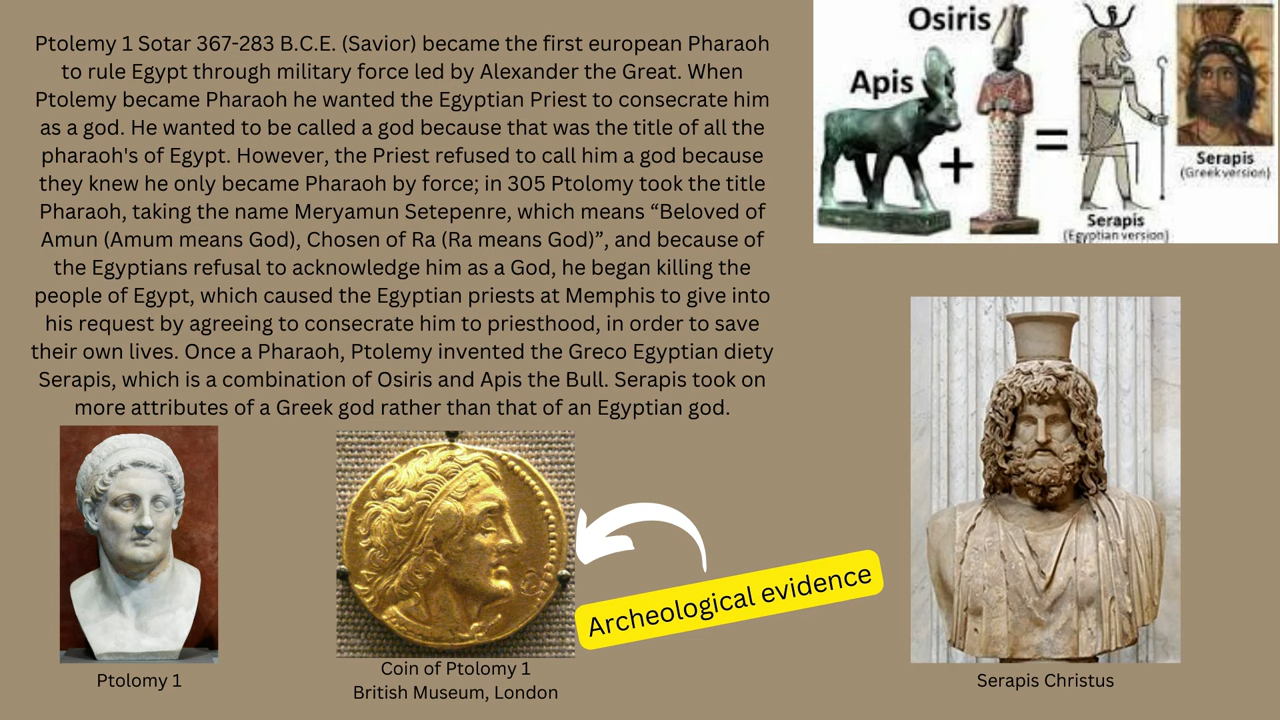 Ptolemy 1 Sotar 367-283 B.C.E. (Savior) became the first european Pharaoh
to rule Egypt through military force led by Alexander the Great. When
Ptolemy became Pharaoh he wanted the Egyptian Priest to consecrate him
as a god. He wanted to be called a god because that was the title of all the
pharaoh's of Egypt. However, the Priest refused to call him a god because
they knew he only became Pharaoh by force; in 305 Ptolomy took the title
Pharaoh, taking the name Meryamun Setepenre, which means “Beloved of
Amun (Amum means God), Chosen of Ra (Ra means God)”, and because of
the Egyptians refusal to acknowledge him as a God, he began killing the
people of Egypt, which caused the Egyptian priests at Memphis to give into
his request by agreeing to consecrate him to priesthood, in order to save
their own lives. Once a Pharaoh, Ptolemy invented the Greco Egyptian diety
Serapis, which is a combination of Osiris and Apis the Bull. Serapis took on
more attributes of a Greek god rather than that of an Egyptian god.
Osiris
Apis
+
=
Serapis
(Greek version)
Serapis
(Egyptian version)
Archeological evidence
Ptolomy 1
Coin of Ptolomy 1
British Museum, London
Serapis Christus